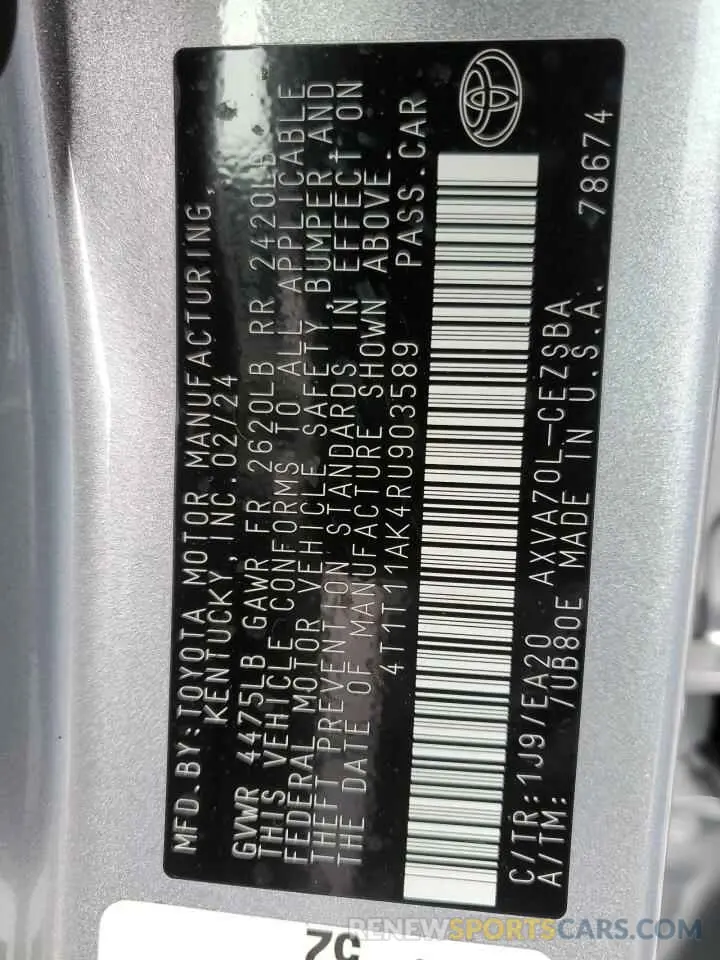 MFD.BY:TOYOTA MOTOR MANUFACTURING,
KENTUCKY, INC.02/24
GVWR 4475LB GAWR FR 2620LB RR 2420LB
THIS VEHICLE CONFORMS TO ALL APPLICABLE
FEDERAL MOTOR VEHICLE SAFETY, BUMPER AND
THEFT PREVENTION STANDARDS IN EFFECT ON
THE DATE OF MANUFACTURE SHOWN ABOVE.
4T1T11AK4RU903589 PASS.CAR
C/TR:1J9/EA20 AXVA70L-CEZSBA 78674
A/TM: /UB80E MADE IN U.S.A.
52
RENEWSPORTSCARS.COM